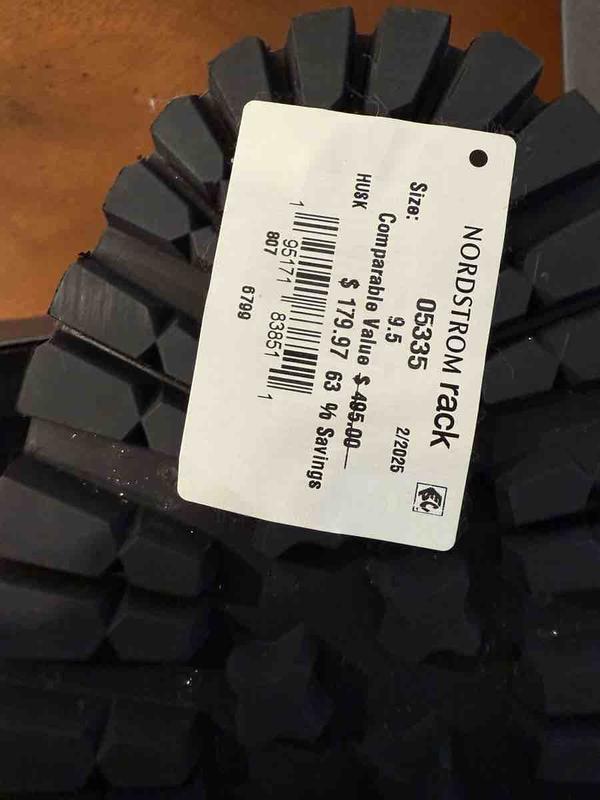 NORDSTROM rack
05335 2/2025
Size: 9.5
Comparable Value $ 495.00
HUSK $ 179.97 63 % Savings
1 95171 83851 1
807
6799